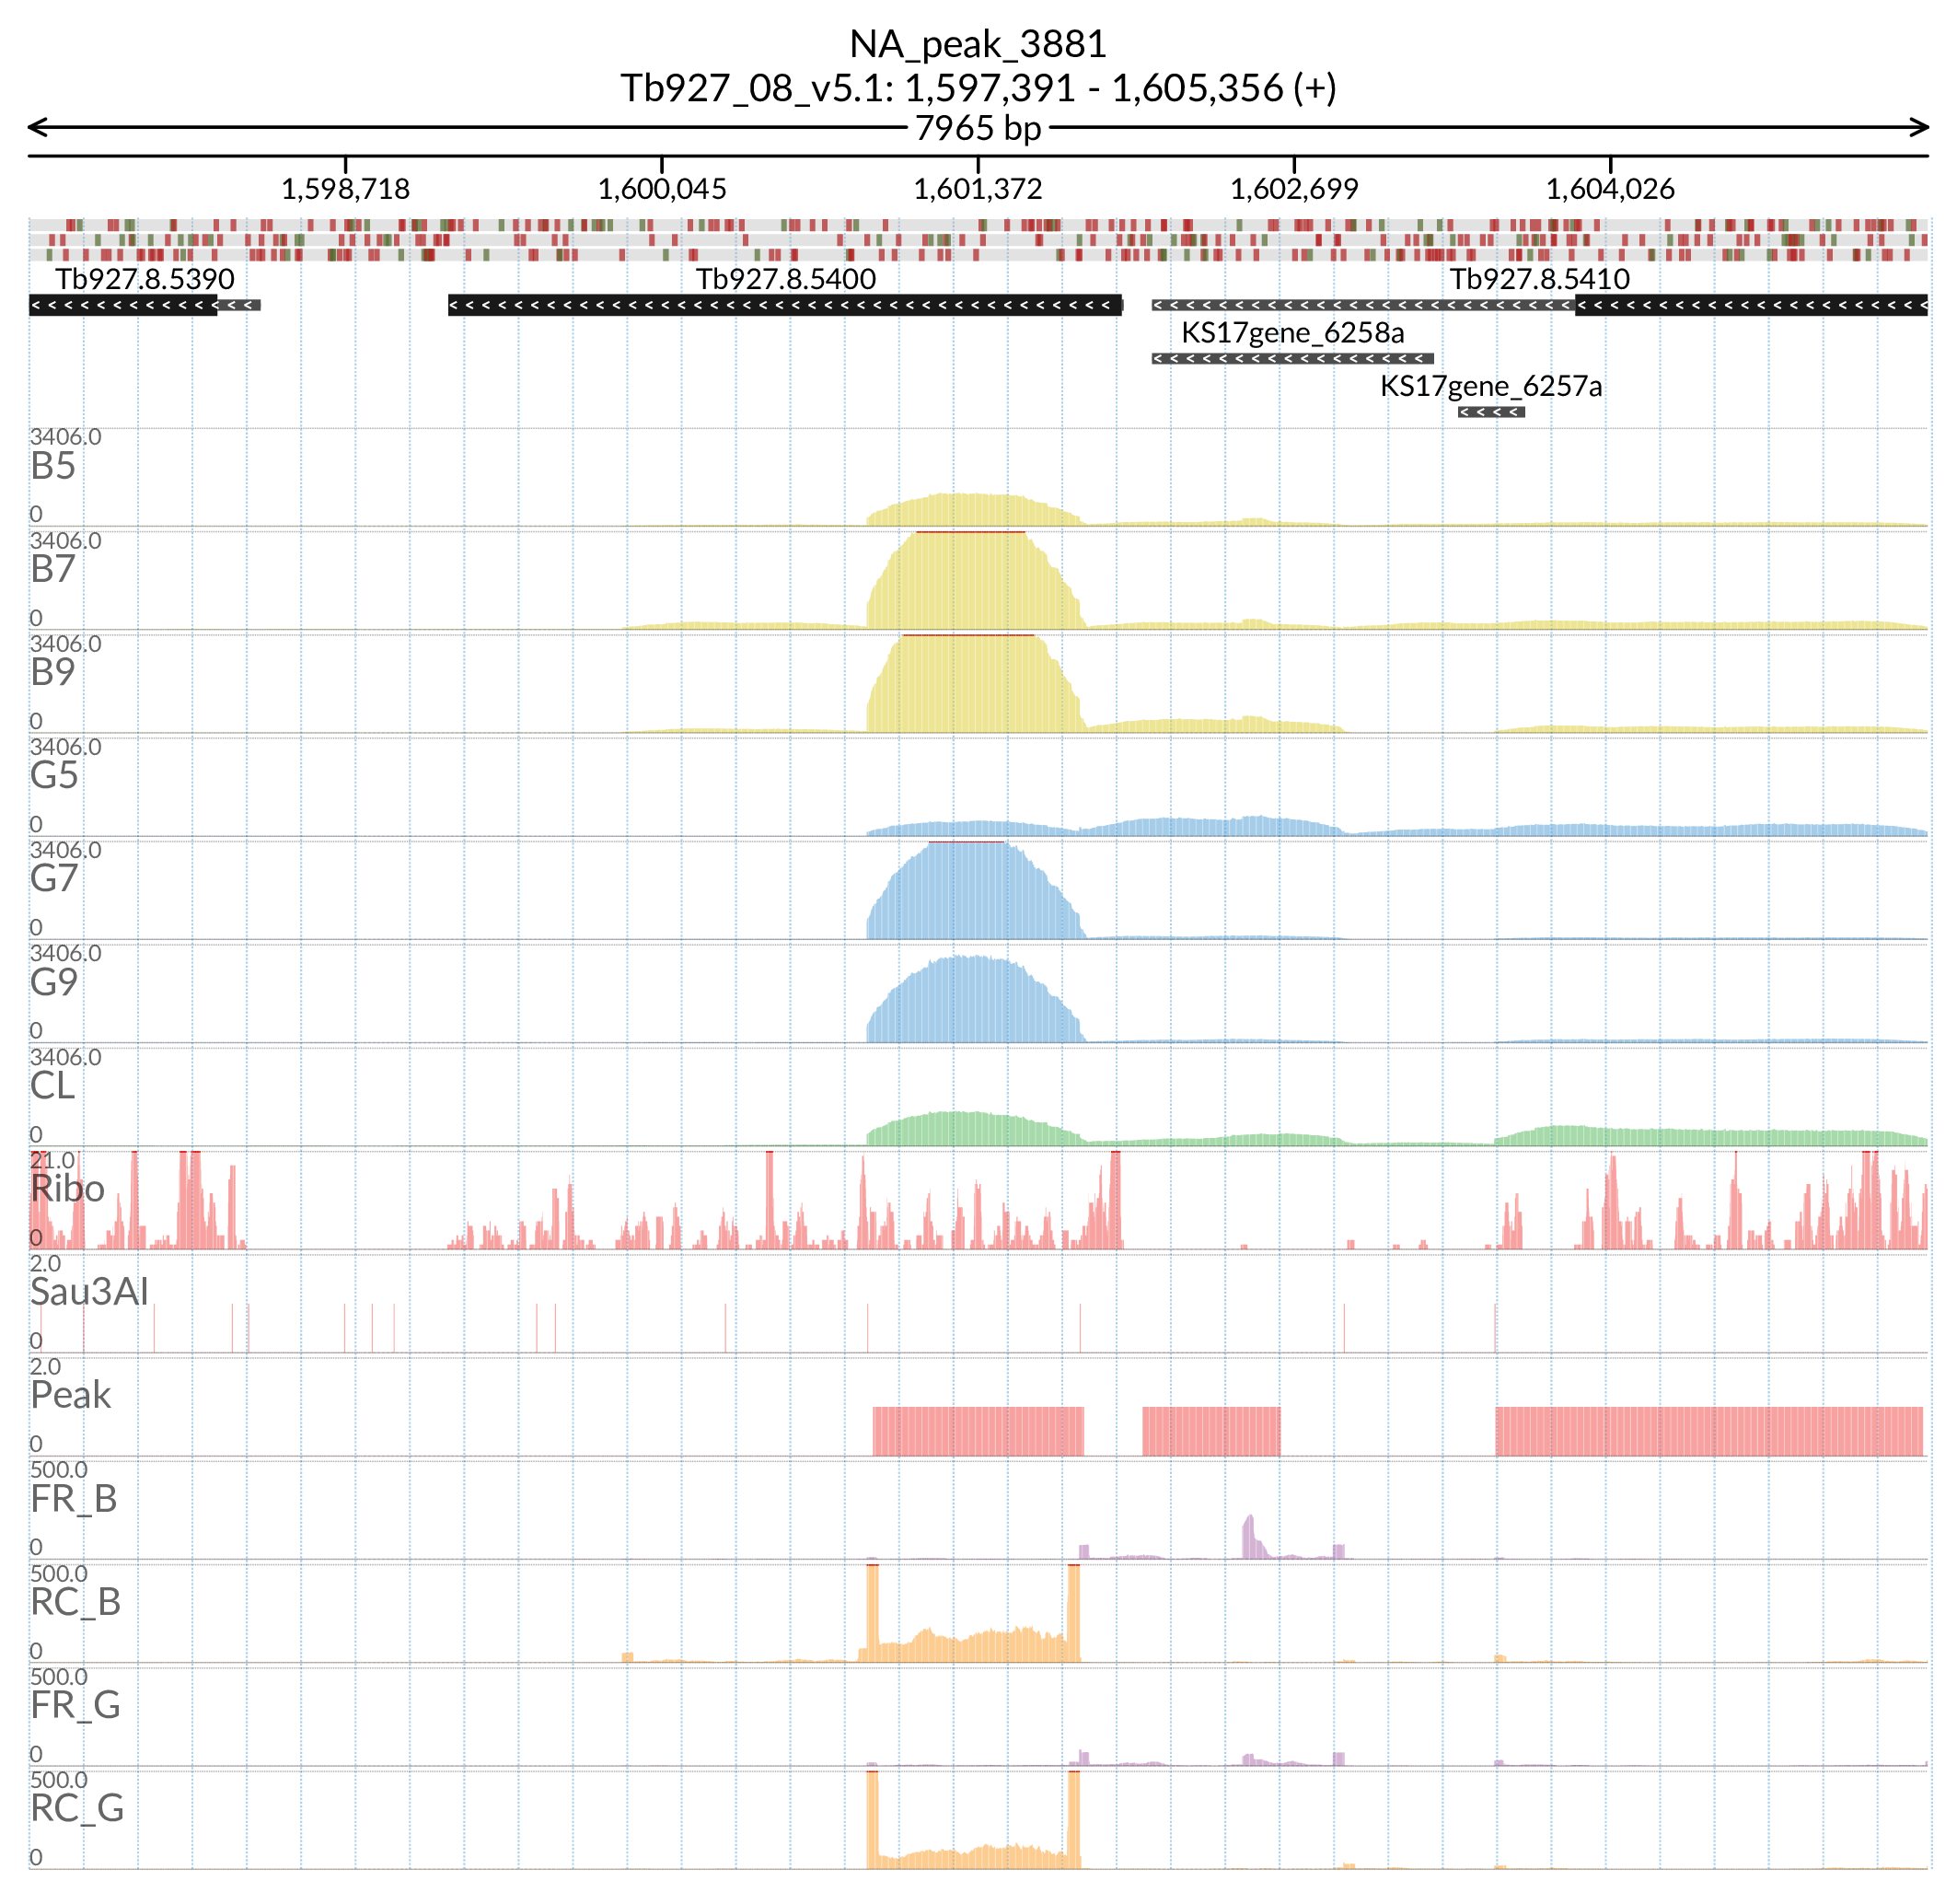 NA_peak_3881
Tb927_08_v5.1: 1,597,391 - 1,605,356 (+)
7965 bp
1,598,718 1,600,045 1,601,372 1,602,699 1,604,026
Tb927.8.5390 Tb927.8.5400 Tb927.8.5410
KS17gene_6258a
KS17gene_6257a
3406.0
B5
0
3406.0
B7
0
3406.0
B9
0
3406.0
G5
0
3406.0
G7
0
3406.0
G9
0
3406.0
CL
0
21.0
Ribo
0
2.0
Sau3AI
0
2.0
Peak
0
500.0
FR_B
0
500.0
RC_B
0
500.0
FR_G
0
500.0
RC_G
0